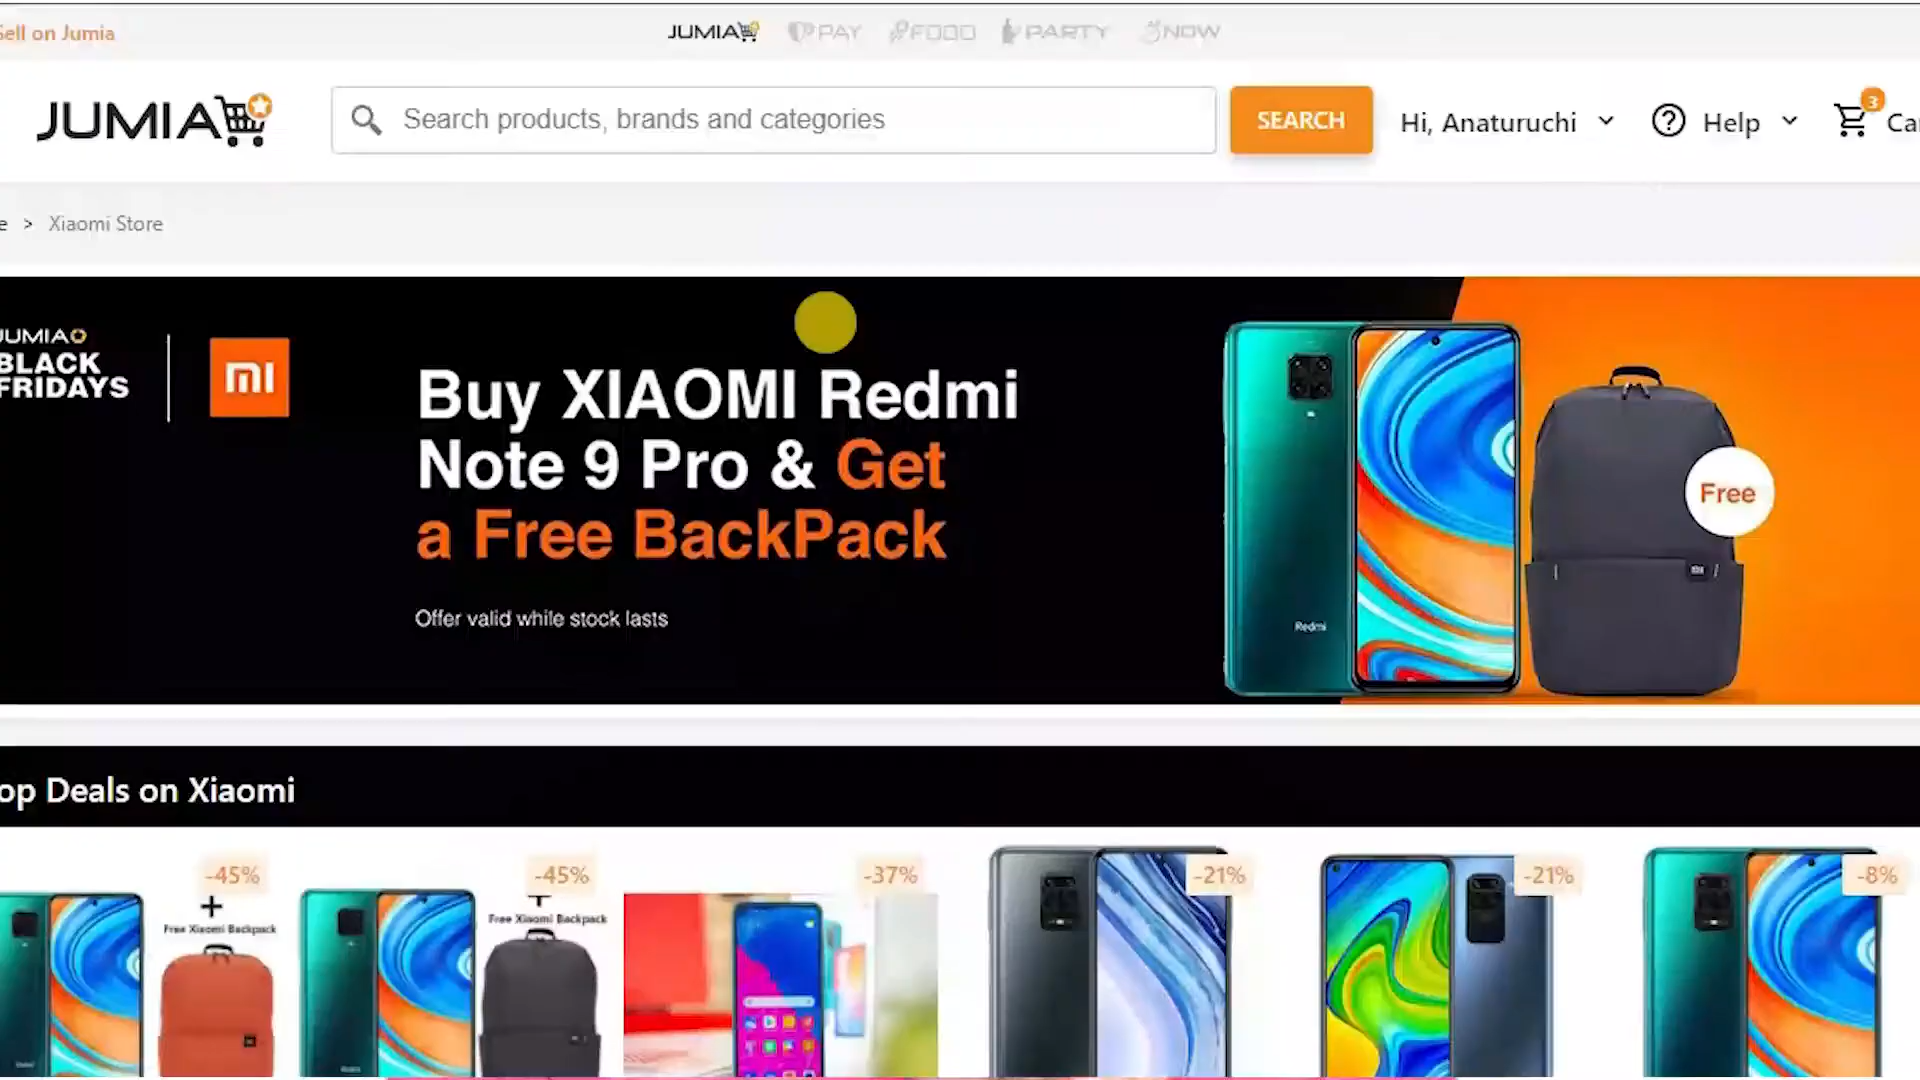 Sell on Jumia
JUMIA PAY FOOD PARTY NOW
JUMIA
Search products, brands and categories
SEARCH
Hi, Anaturuchi
Help
3
> Xiaomi Store
JUMIA
BLACK
FRIDAYS
MI
Buy XIAOMI Redmi
Note 9 Pro & Get
a Free BackPack
Offer valid while stock lasts
Redmi
Free
MI
op Deals on Xiaomi
-45%
+
Free Xiaomi Backpack
-45%
+
Free Xiaomi Backpack
-37%
-21%
-21%
-8%